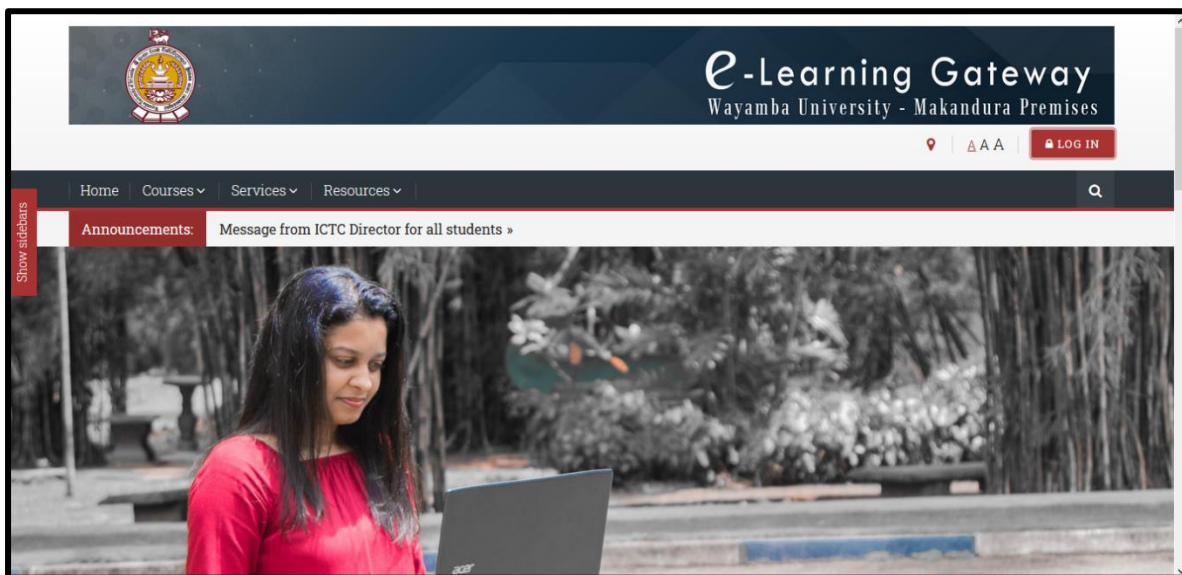 e-Learning Gateway
Wayamba University - Makandura Premises
A A A
LOG IN
Home Courses Services Resources
Announcements: Message from ICTC Director for all students »
Show sidebars
acer